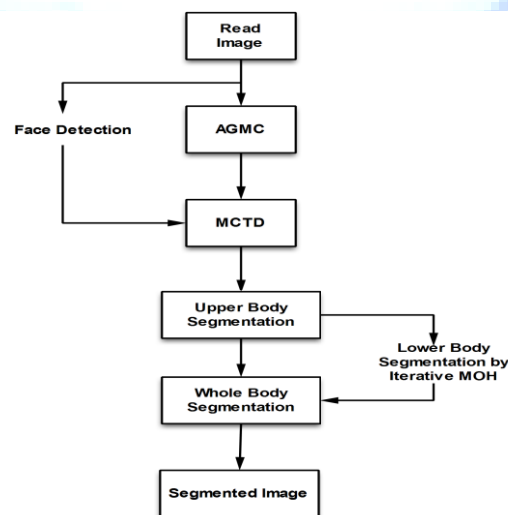 Read
Image
Face Detection
AGMC
MCTD
Upper Body
Segmentation
Lower Body
Segmentation by
Iterative MOH
Whole Body
Segmentation
Segmented Image